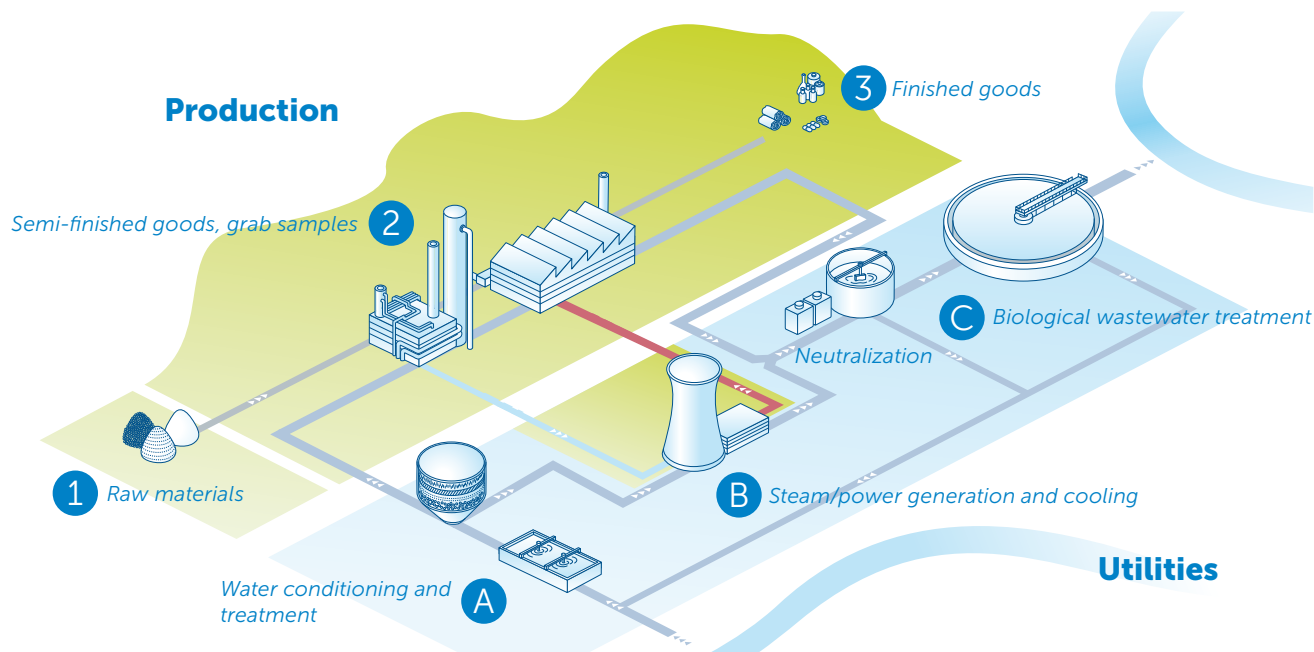 Production
3
Finished goods
Semi-finished goods, grab samples
2
C
Biological wastewater treatment
Neutralization
1
Raw materials
B
Steam/power generation and cooling
Utilities
Water conditioning and
treatment
A